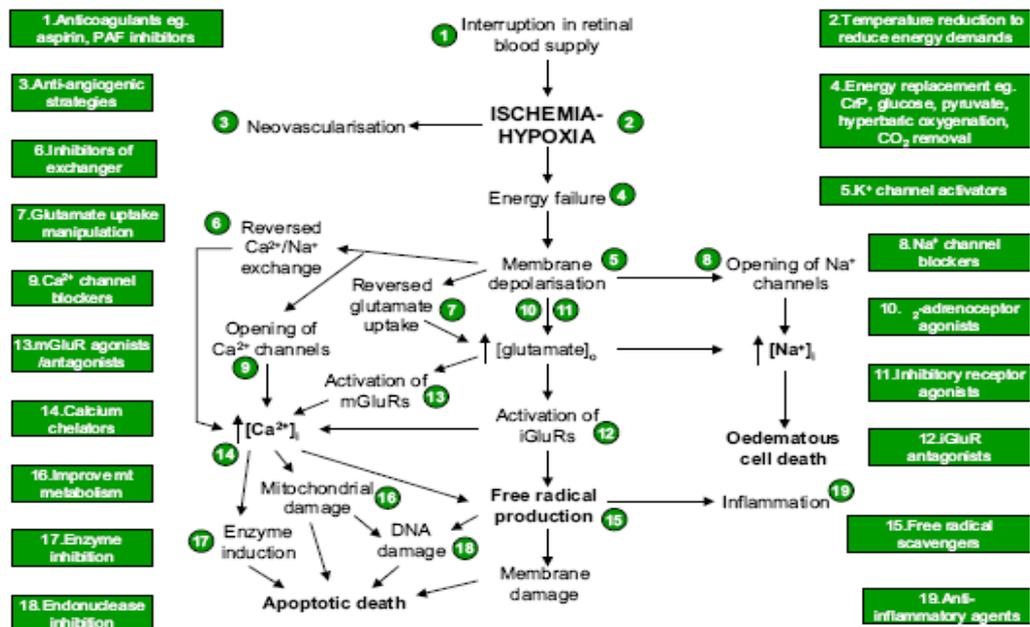 1.Anticoagulants eg.
aspirin, PAF inhibitors
3.Anti-angiogenic
strategies
6.Inhibitors of
exchanger
7.Glutamate uptake
manipulation
9.Ca²⁺ channel
blockers
13.mGluR agonists
/antagonists
14.Calcium
chelators
16.Improve mt
metabolism
17.Enzyme
inhibition
18.Endonuclease
inhibition
1 Interruption in retinal
blood supply
3 Neovascularisation
ISCHEMIA-
HYPOXIA 2
Energy failure 4
6 Reversed
Ca²⁺/Na⁺
exchange
Membrane 5
depolarisation
8 Opening of Na⁺
channels
Reversed
glutamate 7
uptake
10 11
Opening of
Ca²⁺ channels
9
↑ [glutamate]ₒ
↑ [Na⁺]ᵢ
Activation of
mGluRs 13
↑ [Ca²⁺]ᵢ
14
Activation of
iGluRs 12
Oedematous
cell death
Mitochondrial
damage 16
Free radical
production 15
Inflammation 19
17 Enzyme
induction
DNA
damage 18
Membrane
damage
Apoptotic death
2.Temperature reduction to
reduce energy demands
4.Energy replacement eg.
CrP, glucose, pyruvate,
hyperbaric oxygenation,
CO₂ removal
5.K⁺ channel activators
8.Na⁺ channel
blockers
10. ₂-adrenoceptor
agonists
11.Inhibitory receptor
agonists
12.iGluR
antagonists
15.Free radical
scavengers
19.Anti-
inflammatory agents